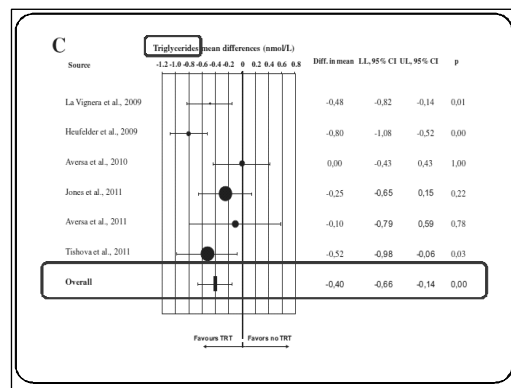 C
Triglycerides mean differences (nmol/L)
Source
-1.2 -1.0 -0.8 -0.6 -0.4 -0.2 0 0.2 0.4 0.6 0.8
Diff. in mean LL, 95% CI UL, 95% CI p
La Vignera et al., 2009 -0,48 -0,82 -0,14 0,01
Heufelder et al., 2009 -0,80 -1,08 -0,52 0,00
Aversa et al., 2010 0,00 -0,43 0,43 1,00
Jones et al., 2011 -0,25 -0,65 0,15 0,22
Aversa et al., 2011 -0,10 -0,79 0,59 0,78
Tishova et al., 2011 -0,52 -0,98 -0,06 0,03
Overall -0,40 -0,66 -0,14 0,00
Favours TRT Favors no TRT